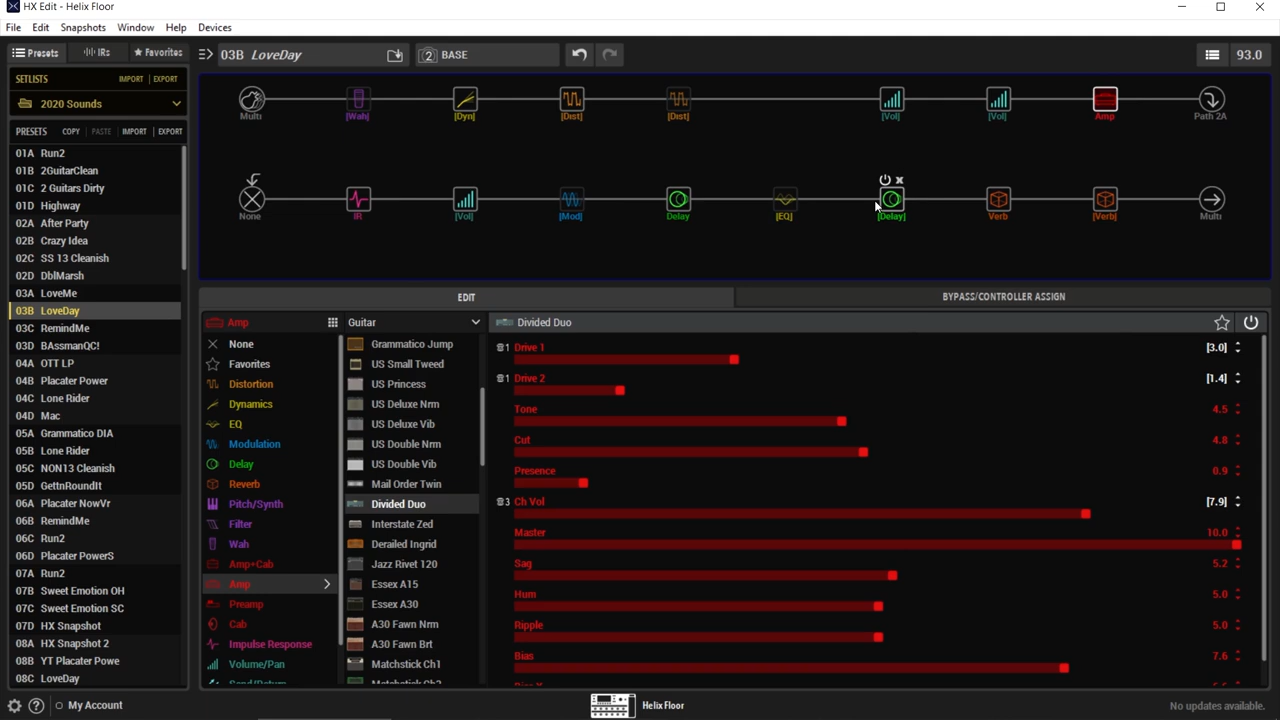 HX Edit - Helix Floor
File Edit Snapshots Window Help Devices
Presets IRs Favorites 03B LoveDay 2 BASE 93.0
SETLISTS IMPORT EXPORT
2020 Sounds
PRESETS COPY PASTE IMPORT EXPORT
01A Run2
01B 2GuitarClean
01C 2 Guitars Dirty
01D Highway
02A After Party
02B Crazy Idea
02C SS 13 Cleanish
02D DblMarsh
03A LoveMe
03B LoveDay
03C RemindMe
03D BAssmanQC!
04A OTT LP
04B Placater Power
04C Lone Rider
04D Mac
05A Grammatico DIA
05B Lone Rider
05C NON13 Cleanish
05D GettnRoundIt
06A Placater NowVr
06B RemindMe
06C Run2
06D Placater PowerS
07A Run2
07B Sweet Emotion OH
07C Sweet Emotion SC
07D HX Snapshot
08A HX Snapshot 2
08B YT Placater Powe
08C LoveDay
Multi [Wah] [Dyn] [Dist] [Dist] [Vol] [Vol] Amp Path 2A
None IR [Vol] [Mod] Delay [EQ] [Delay] Verb [Verb] Multi
EDIT BYPASS/CONTROLLER ASSIGN
Amp
None
Favorites
Distortion
Dynamics
EQ
Modulation
Delay
Reverb
Pitch/Synth
Filter
Wah
Amp+Cab
Amp
Preamp
Cab
Impulse Response
Volume/Pan
Guitar
Grammatico Jump
US Small Tweed
US Princess
US Deluxe Nrm
US Deluxe Vib
US Double Nrm
US Double Vib
Mail Order Twin
Divided Duo
Interstate Zed
Derailed Ingrid
Jazz Rivet 120
Essex A15
Essex A30
A30 Fawn Nrm
A30 Fawn Brt
Matchstick Ch1
Divided Duo
1 Drive 1 [3.0]
1 Drive 2 [1.4]
Tone 4.5
Cut 4.8
Presence 0.9
3 Ch Vol [7.9]
Master 10.0
Sag 5.2
Hum 5.0
Ripple 5.0
Bias 7.6
My Account Helix Floor No updates available.